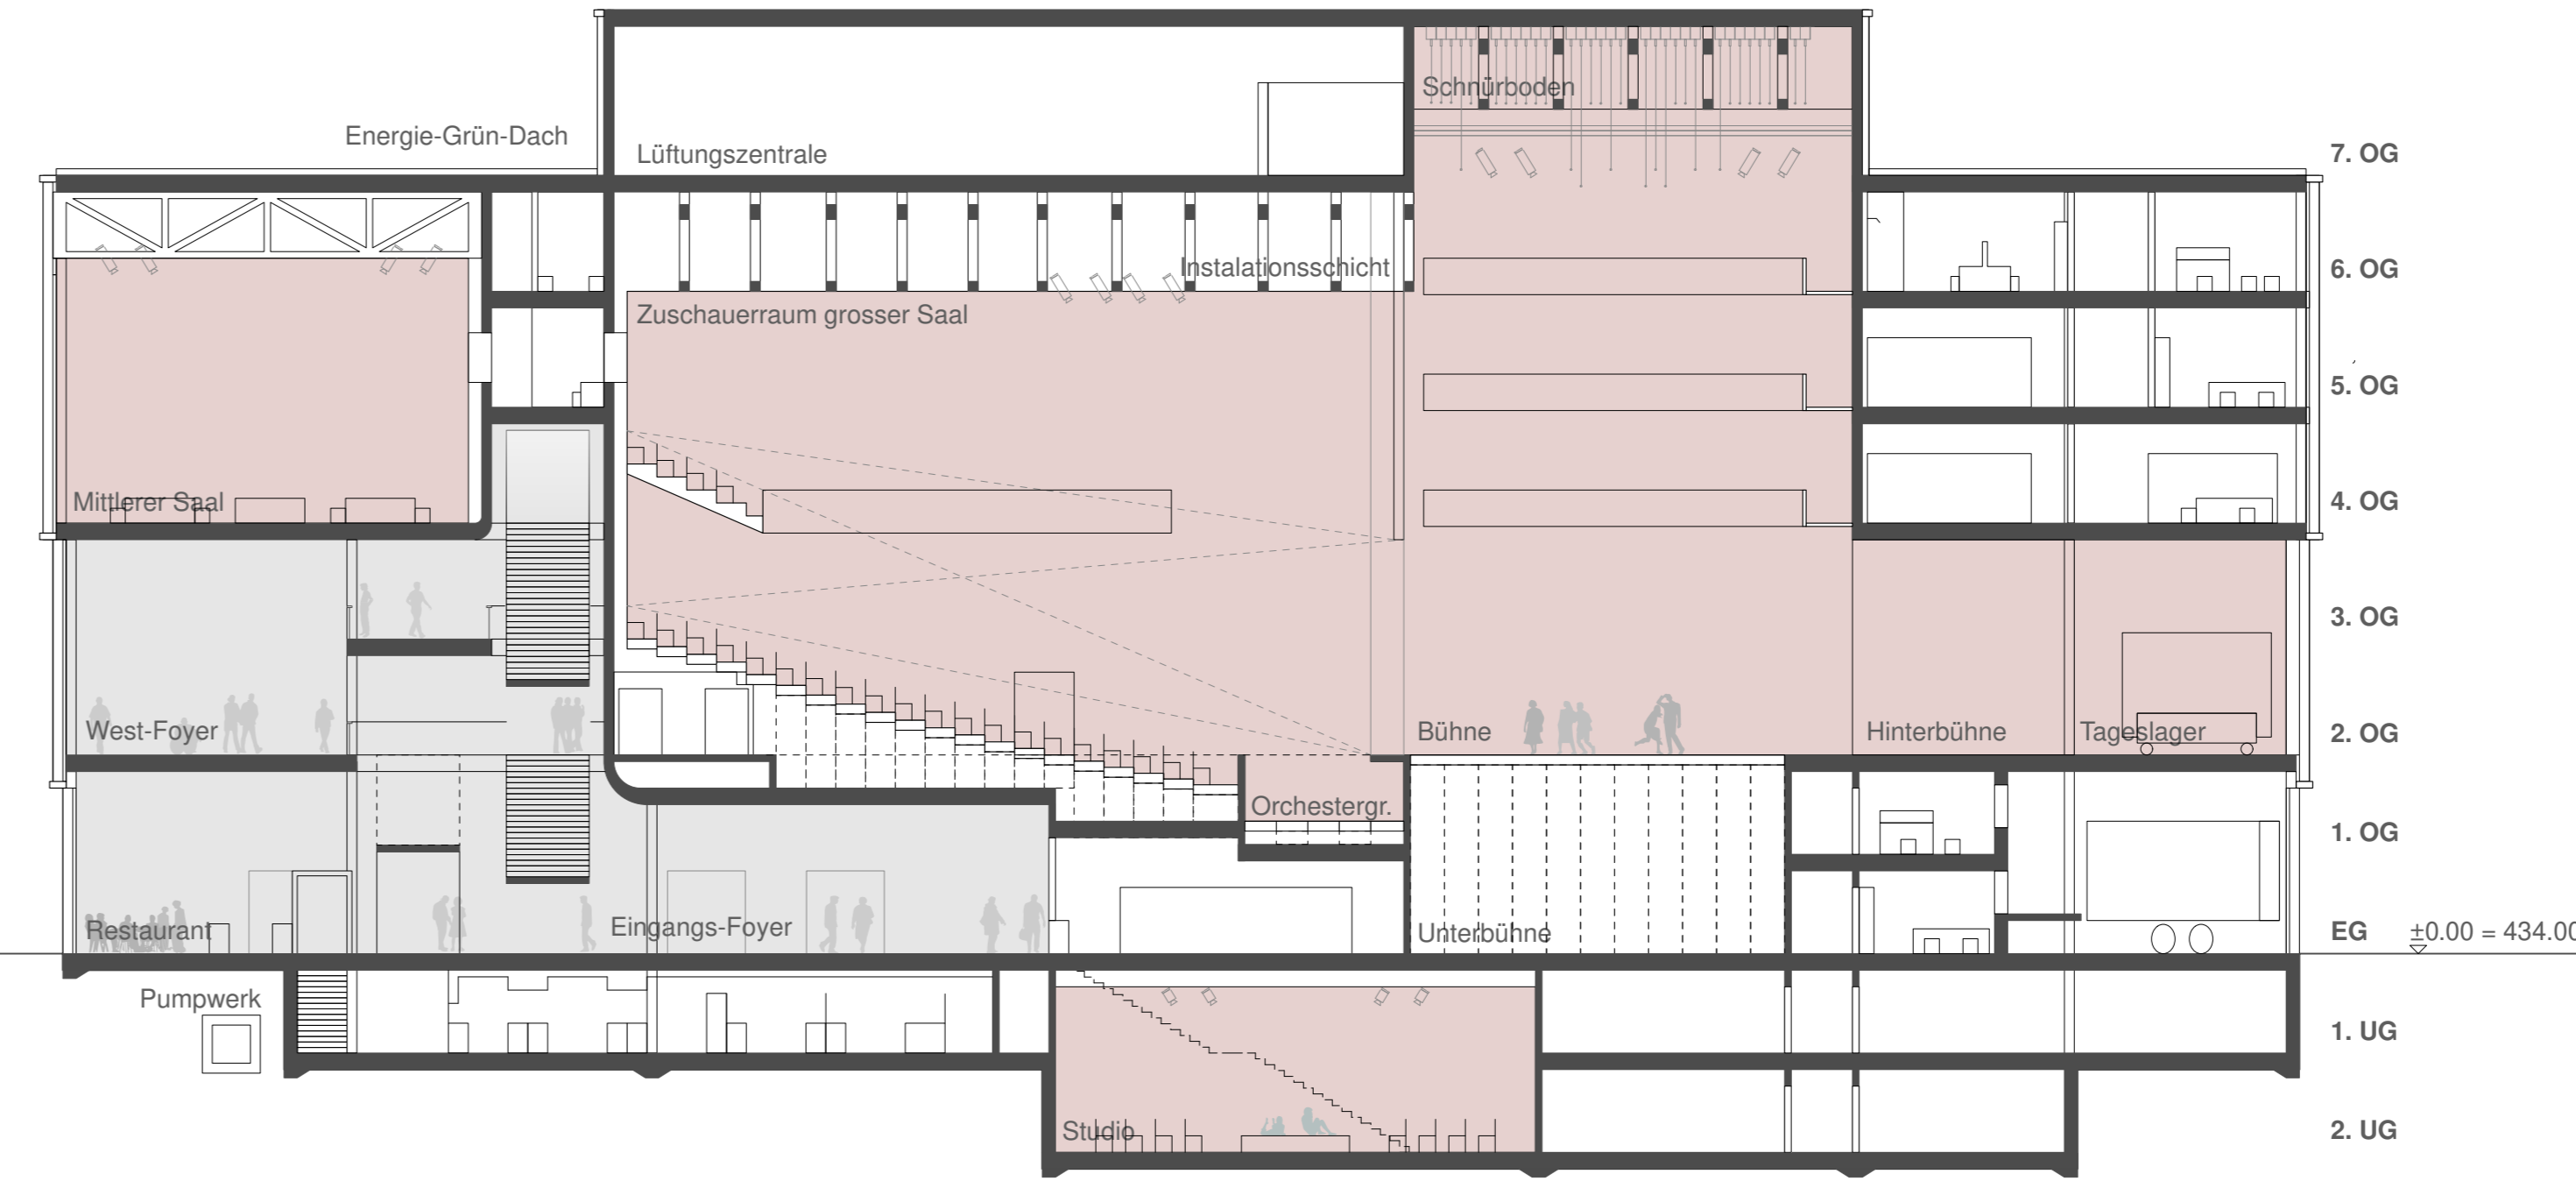 Schnürboden
Energie-Grün-Dach
Lüftungszentrale
7. OG
Instalationsschicht
6. OG
Zuschauerraum grosser Saal
5. OG
Mittlerer Saal
4. OG
3. OG
West-Foyer
Bühne
Hinterbühne
Tageslager
2. OG
Orchestergr.
1. OG
Restaurant
Eingangs-Foyer
Unterbühne
EG
±0.00 = 434.00
Pumpwerk
1. UG
Studio
2. UG